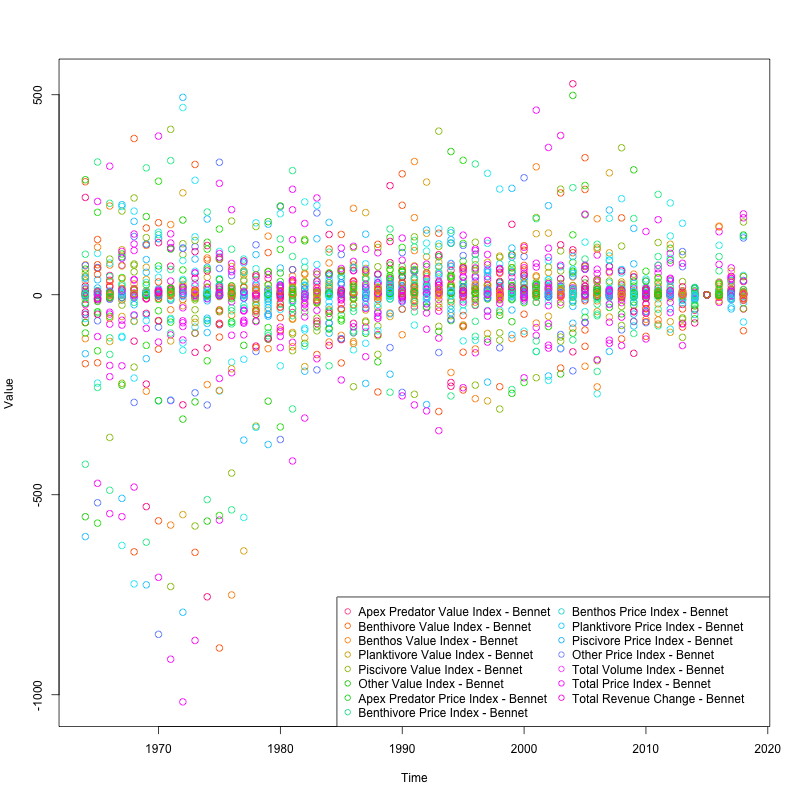 500
0
-500
-1000
Value
Apex Predator Value Index - Bennet
Benthivore Value Index - Bennet
Benthos Value Index - Bennet
Planktivore Value Index - Bennet
Piscivore Value Index - Bennet
Other Value Index - Bennet
Apex Predator Price Index - Bennet
Benthivore Price Index - Bennet
Benthos Price Index - Bennet
Planktivore Price Index - Bennet
Piscivore Price Index - Bennet
Other Price Index - Bennet
Total Volume Index - Bennet
Total Price Index - Bennet
Total Revenue Change - Bennet
1970 1980 1990 2000 2010 2020
Time